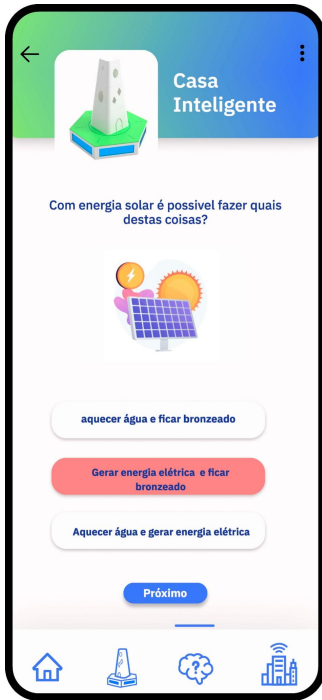 Casa
Inteligente
Com energia solar é possivel fazer quais
destas coisas?
aquecer água e ficar bronzeado
Gerar energia elétrica e ficar
bronzeado
Aquecer água e gerar energia elétrica
Próximo